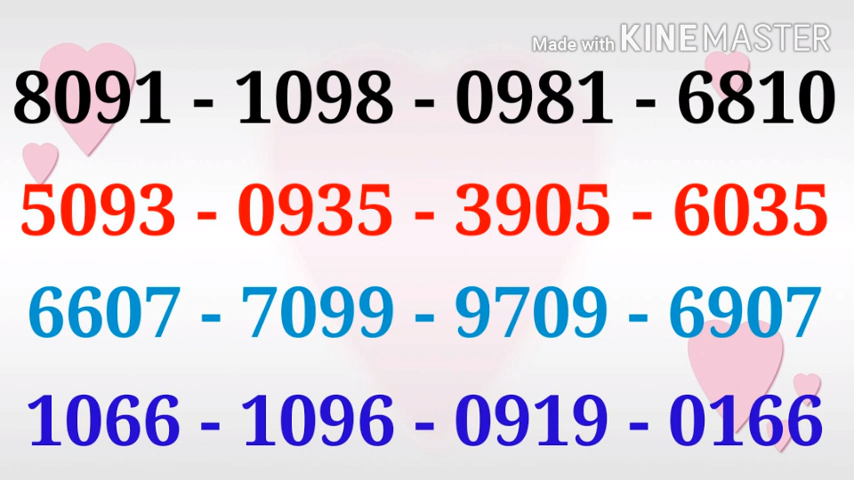 Made with KINEMASTER
8091 - 1098 - 0981 - 6810
5093 - 0935 - 3905 - 6035
6607 - 7099 - 9709 - 6907
1066 - 1096 - 0919 - 0166